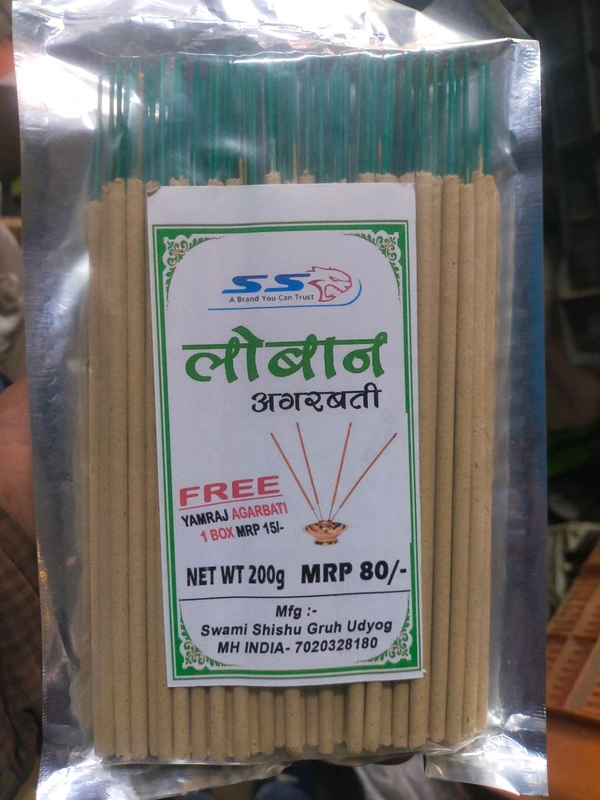 SS
A Brand You Can Trust
लोबान
अगरबती
FREE
YAMRAJ AGARBATI
1 BOX MRP 15/-
NET WT 200g MRP 80/-
Mfg :-
Swami Shishu Gruh Udyog
MH INDIA- 7020328180